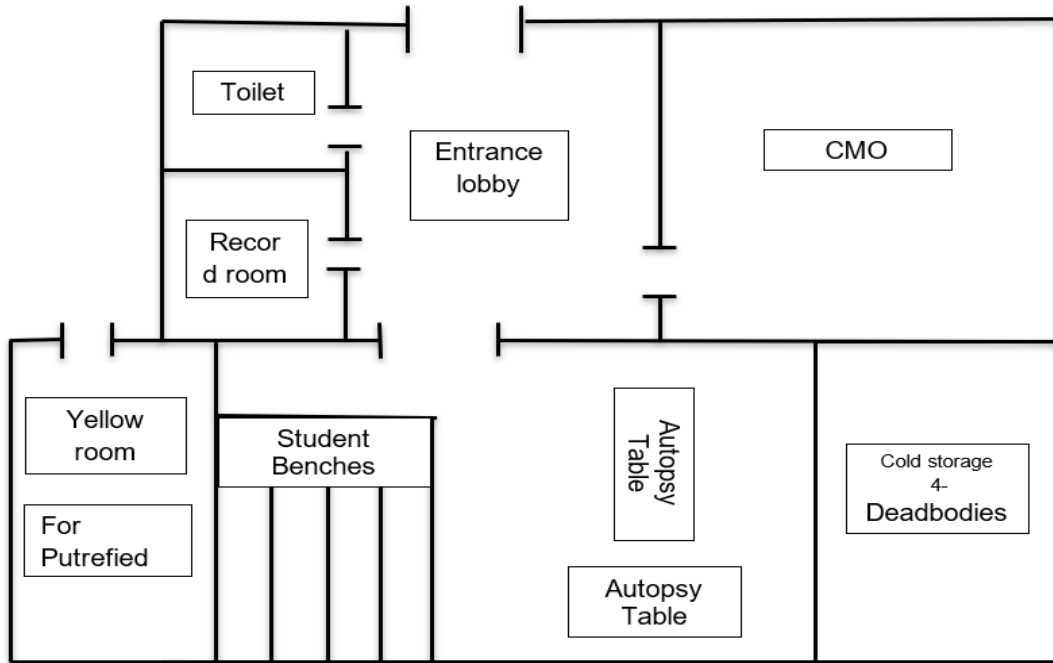 Toilet
Entrance
lobby
CMO
Recor
d room
Yellow
room
For
Putrefied
Student
Benches
Autopsy
Table
Autopsy
Table
Cold storage
4-
Deadbodies